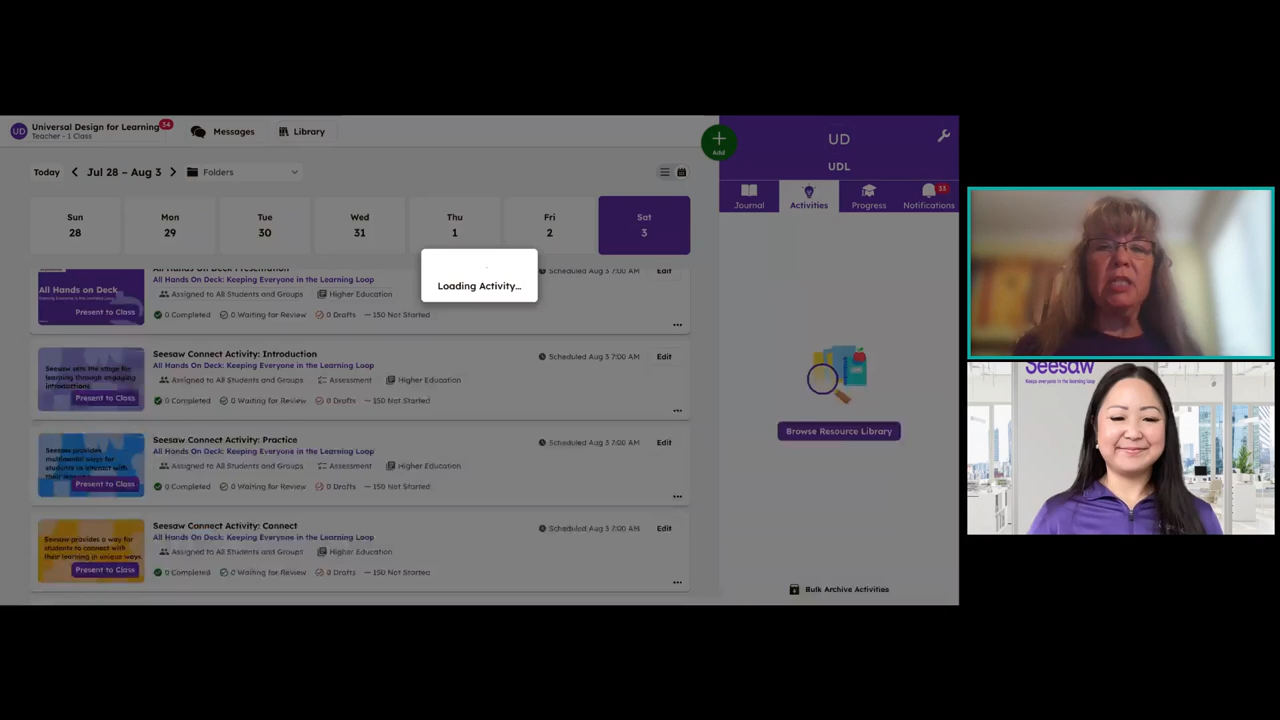 UD
Universal Design for Learning
34
Teacher - 1 Class
Messages
Library
Today
Jul 28 – Aug 3
Folders
Sun
28
Mon
29
Tue
30
Wed
31
Thu
1
Fri
2
Sat
3
All Hands On Deck Presentation
All Hands On Deck: Keeping Everyone in the Learning Loop
Assigned to All Students and Groups
Higher Education
0 Completed
0 Waiting for Review
0 Drafts
150 Not Started
Scheduled Aug 3 7:00 AM
Edit
All Hands on Deck
Present to Class
Loading Activity...
Seesaw Connect Activity: Introduction
All Hands On Deck: Keeping Everyone in the Learning Loop
Assigned to All Students and Groups
Assessment
Higher Education
0 Completed
0 Waiting for Review
0 Drafts
150 Not Started
Scheduled Aug 3 7:00 AM
Edit
Seesaw sets the stage for
learning through engaging
introductions
Present to Class
Seesaw Connect Activity: Practice
All Hands On Deck: Keeping Everyone in the Learning Loop
Assigned to All Students and Groups
Assessment
Higher Education
0 Completed
0 Waiting for Review
0 Drafts
150 Not Started
Scheduled Aug 3 7:00 AM
Edit
Seesaw provides
multimodal ways for
students to interact with
their
Present to Class
Seesaw Connect Activity: Connect
All Hands On Deck: Keeping Everyone in the Learning Loop
Assigned to All Students and Groups
Higher Education
0 Completed
0 Waiting for Review
0 Drafts
150 Not Started
Scheduled Aug 3 7:00 AM
Edit
Seesaw provides a way for
students to connect with
their learning in unique ways.
Present to Class
Add
UD
UDL
Journal
Activities
Progress
33
Notifications
Browse Resource Library
Bulk Archive Activities
Seesaw
Keeps everyone in the learning loop